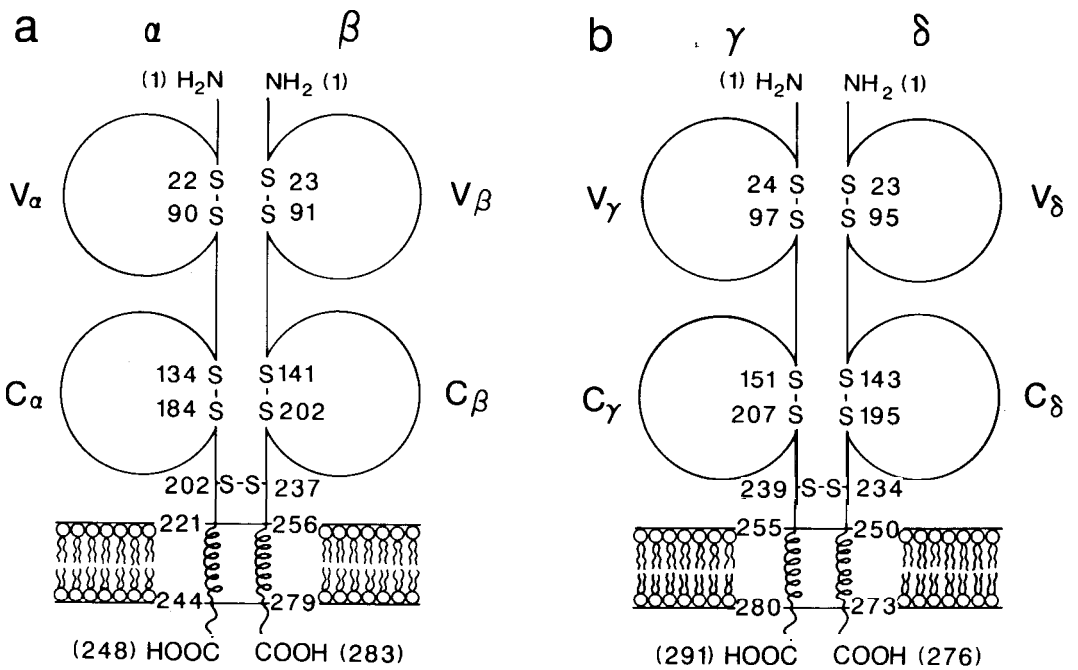 a α β
(1) H₂N NH₂ (1)
Vα 22 S S 23 Vβ
90 S S 91
Cα 134 S S 141 Cβ
184 S S 202
202 S-S 237
221 256
244 279
(248) HOOC COOH (283)
b γ δ
(1) H₂N NH₂ (1)
Vγ 24 S S 23 Vδ
97 S S 95
Cγ 151 S S 143 Cδ
207 S S 195
239 S-S 234
255 250
280 273
(291) HOOC COOH (276)